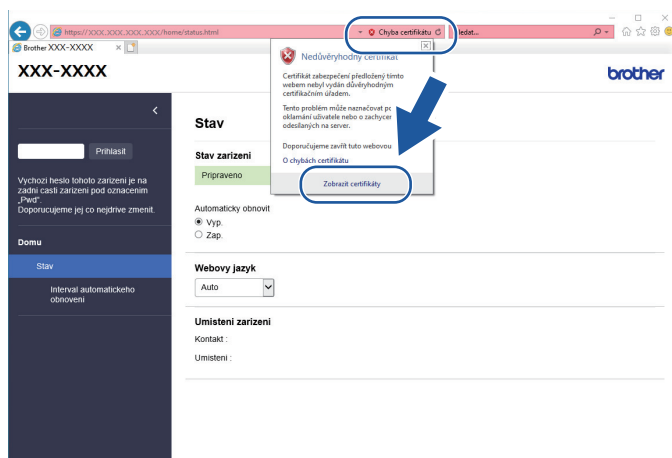 https://XXX.XXX.XXX.XXX/home/status.html
Chyba certifikátu
Hledat...
Brother XXX-XXXX
XXX-XXXX
brother
Nedůvěryhodný certifikát
Certifikát zabezpečení předložený tímto
webem nebyl vydán důvěryhodným
certifikačním úřadem.
Tento problém může naznačovat
oklamání uživatele nebo o
odesílaných na server.
Doporučujeme zavřít tuto webovou
O chybách certifikátu
Zobrazit certifikáty
Prihlasit
Vychozi heslo tohoto zarizeni je na
zadni casti zarizeni pod oznacenim
„Pwd“.
Doporucujeme jej co nejdrive zmenit.
Domu
Stav
Interval automatickeho
obnoveni
Stav
Stav zarizeni
Pripraveno
Automaticky obnovit
Vyp.
Zap.
Webovy jazyk
Auto
Umisteni zarizeni
Kontakt :
Umisteni :